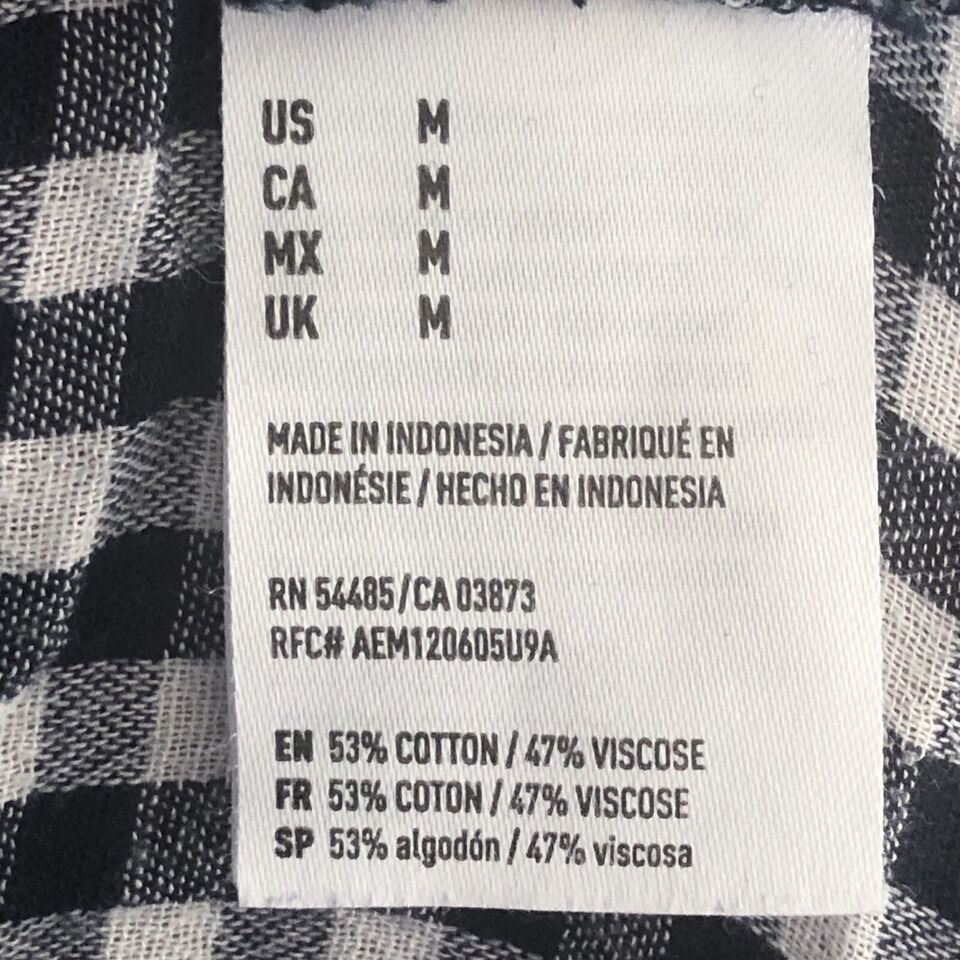 US M
CA M
MX M
UK M
MADE IN INDONESIA / FABRIQUÉ EN
INDONÉSIE / HECHO EN INDONESIA
RN 54485/CA 03873
RFC# AEM120605U9A
EN 53% COTTON / 47% VISCOSE
FR 53% COTON / 47% VISCOSE
SP 53% algodón / 47% viscosa